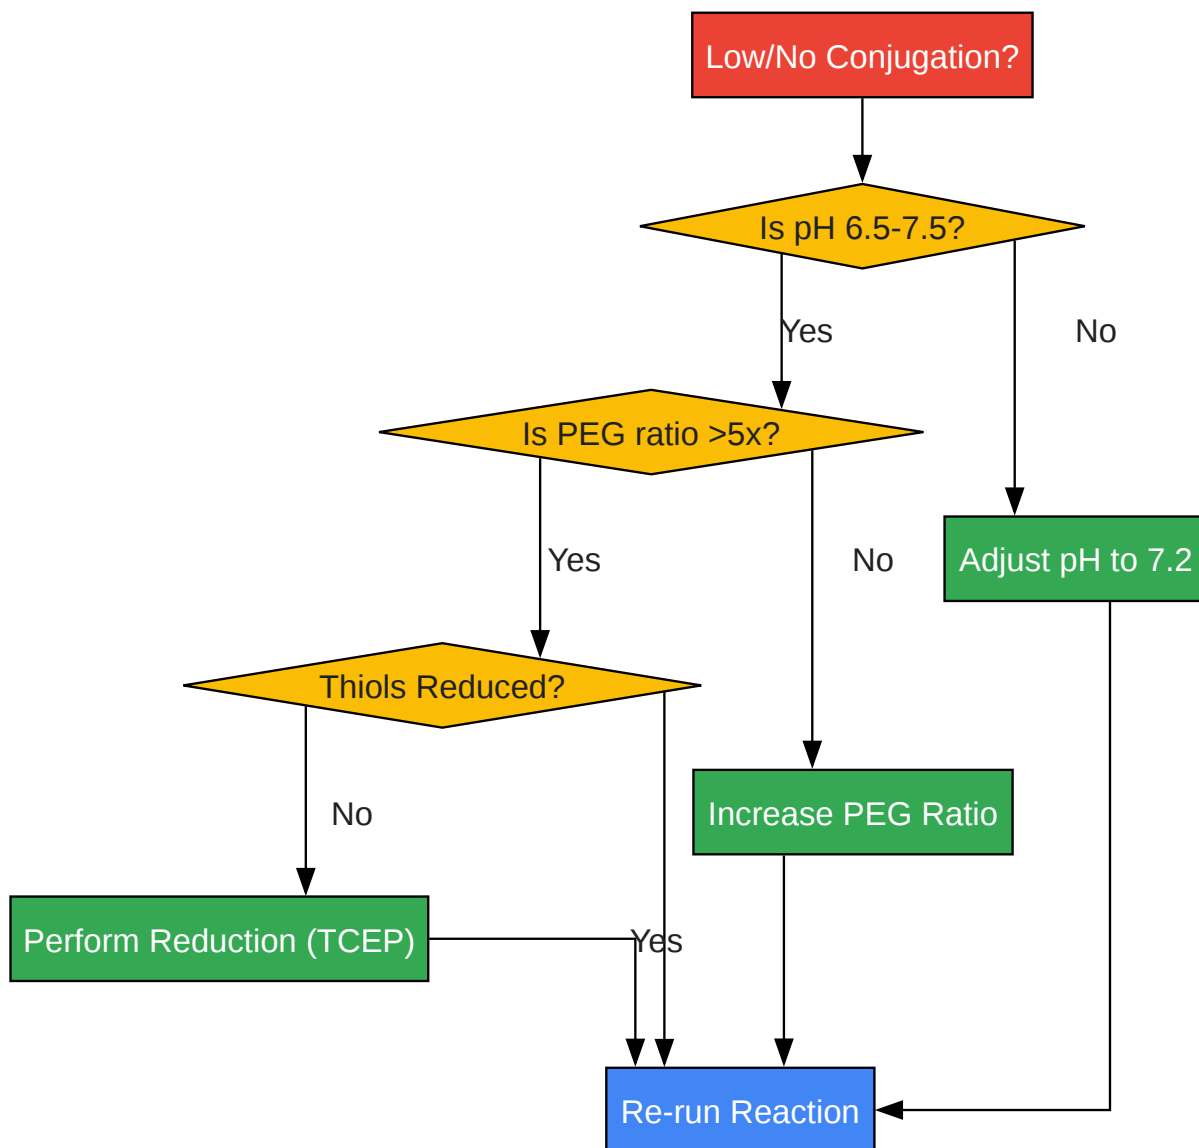 Low/No Conjugation?
Is pH 6.5-7.5?
Yes
No
Is PEG ratio >5x?
Yes
No
Adjust pH to 7.2
Thiols Reduced?
No
Increase PEG Ratio
Perform Reduction (TCEP)
Yes
Re-run Reaction